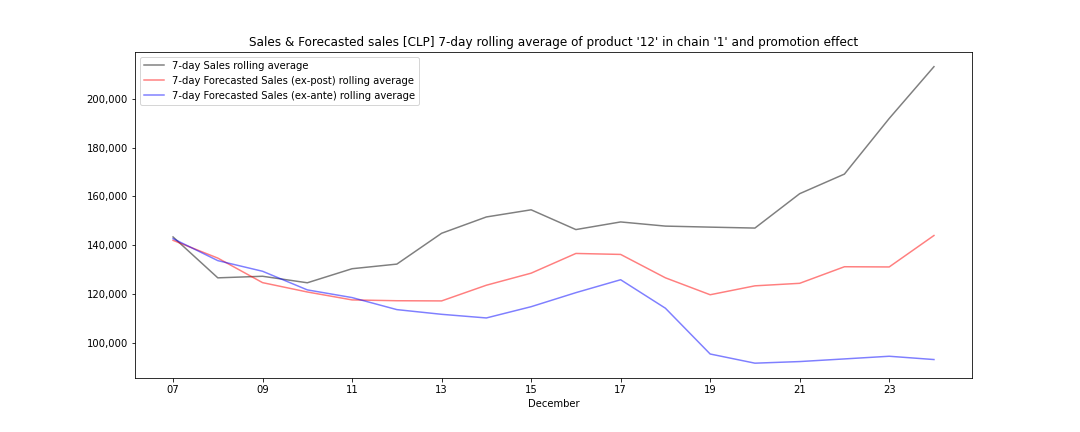 Sales & Forecasted sales [CLP] 7-day rolling average of product '12' in chain '1' and promotion effect
7-day Sales rolling average
7-day Forecasted Sales (ex-post) rolling average
7-day Forecasted Sales (ex-ante) rolling average
200,000
180,000
160,000
140,000
120,000
100,000
07 09 11 13 15 17 19 21 23
December